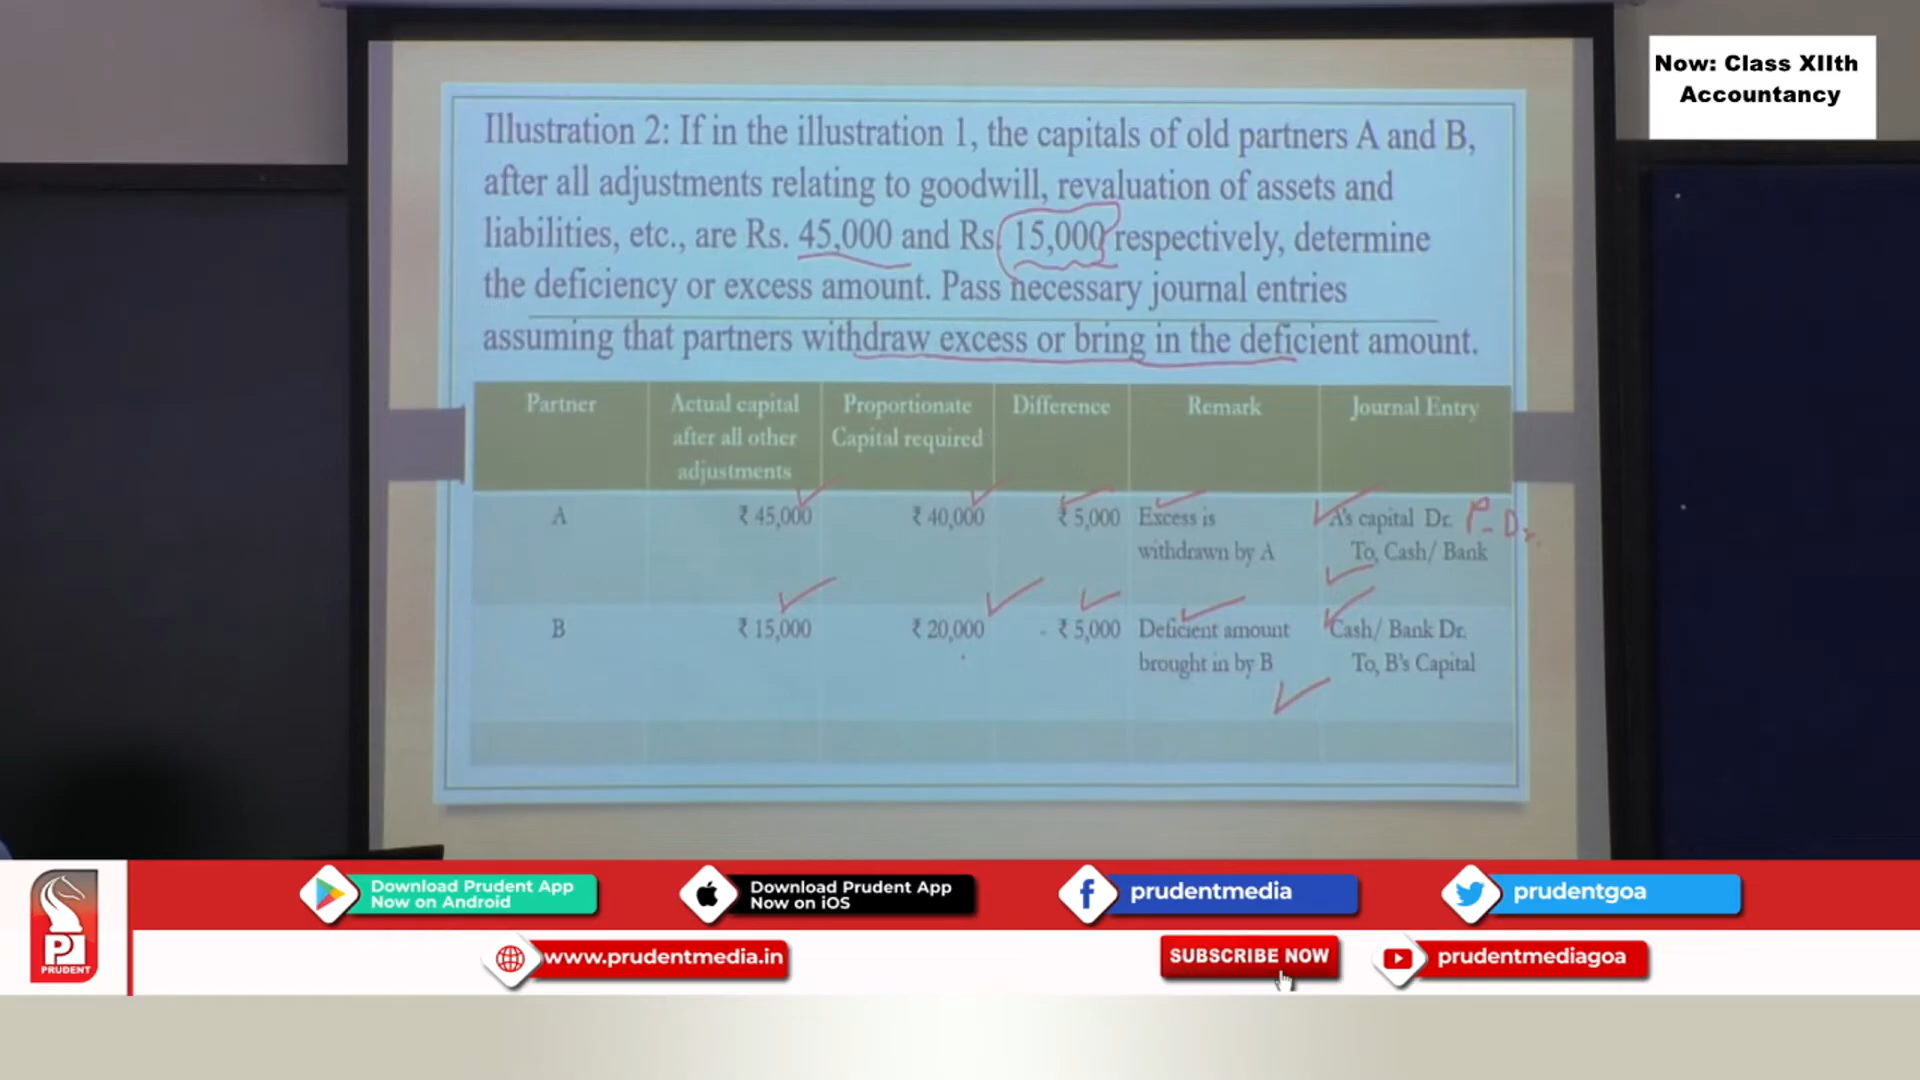 Now: Class XIIth
Accountancy
Illustration 2: If in the illustration 1, the capitals of old partners A and B,
after all adjustments relating to goodwill, revaluation of assets and
liabilities, etc., are Rs. 45,000 and Rs. 15,000 respectively, determine
the deficiency or excess amount. Pass necessary journal entries
assuming that partners withdraw excess or bring in the deficient amount.
Partner
Actual capital
after all other
adjustments
Proportionate
Capital required
Difference
Remark
Journal Entry
A
₹ 45,000
₹ 40,000
₹ 5,000
Excess is
withdrawn by A
A's capital Dr.
To, Cash/ Bank
P- Dr.
B
₹ 15,000
₹ 20,000
- ₹ 5,000
Deficient amount
brought in by B
Cash/ Bank Dr.
To, B's Capital
PRUDENT
Download Prudent App
Now on Android
Download Prudent App
Now on iOS
prudentmedia
prudentgoa
www.prudentmedia.in
SUBSCRIBE NOW
prudentmediagoa